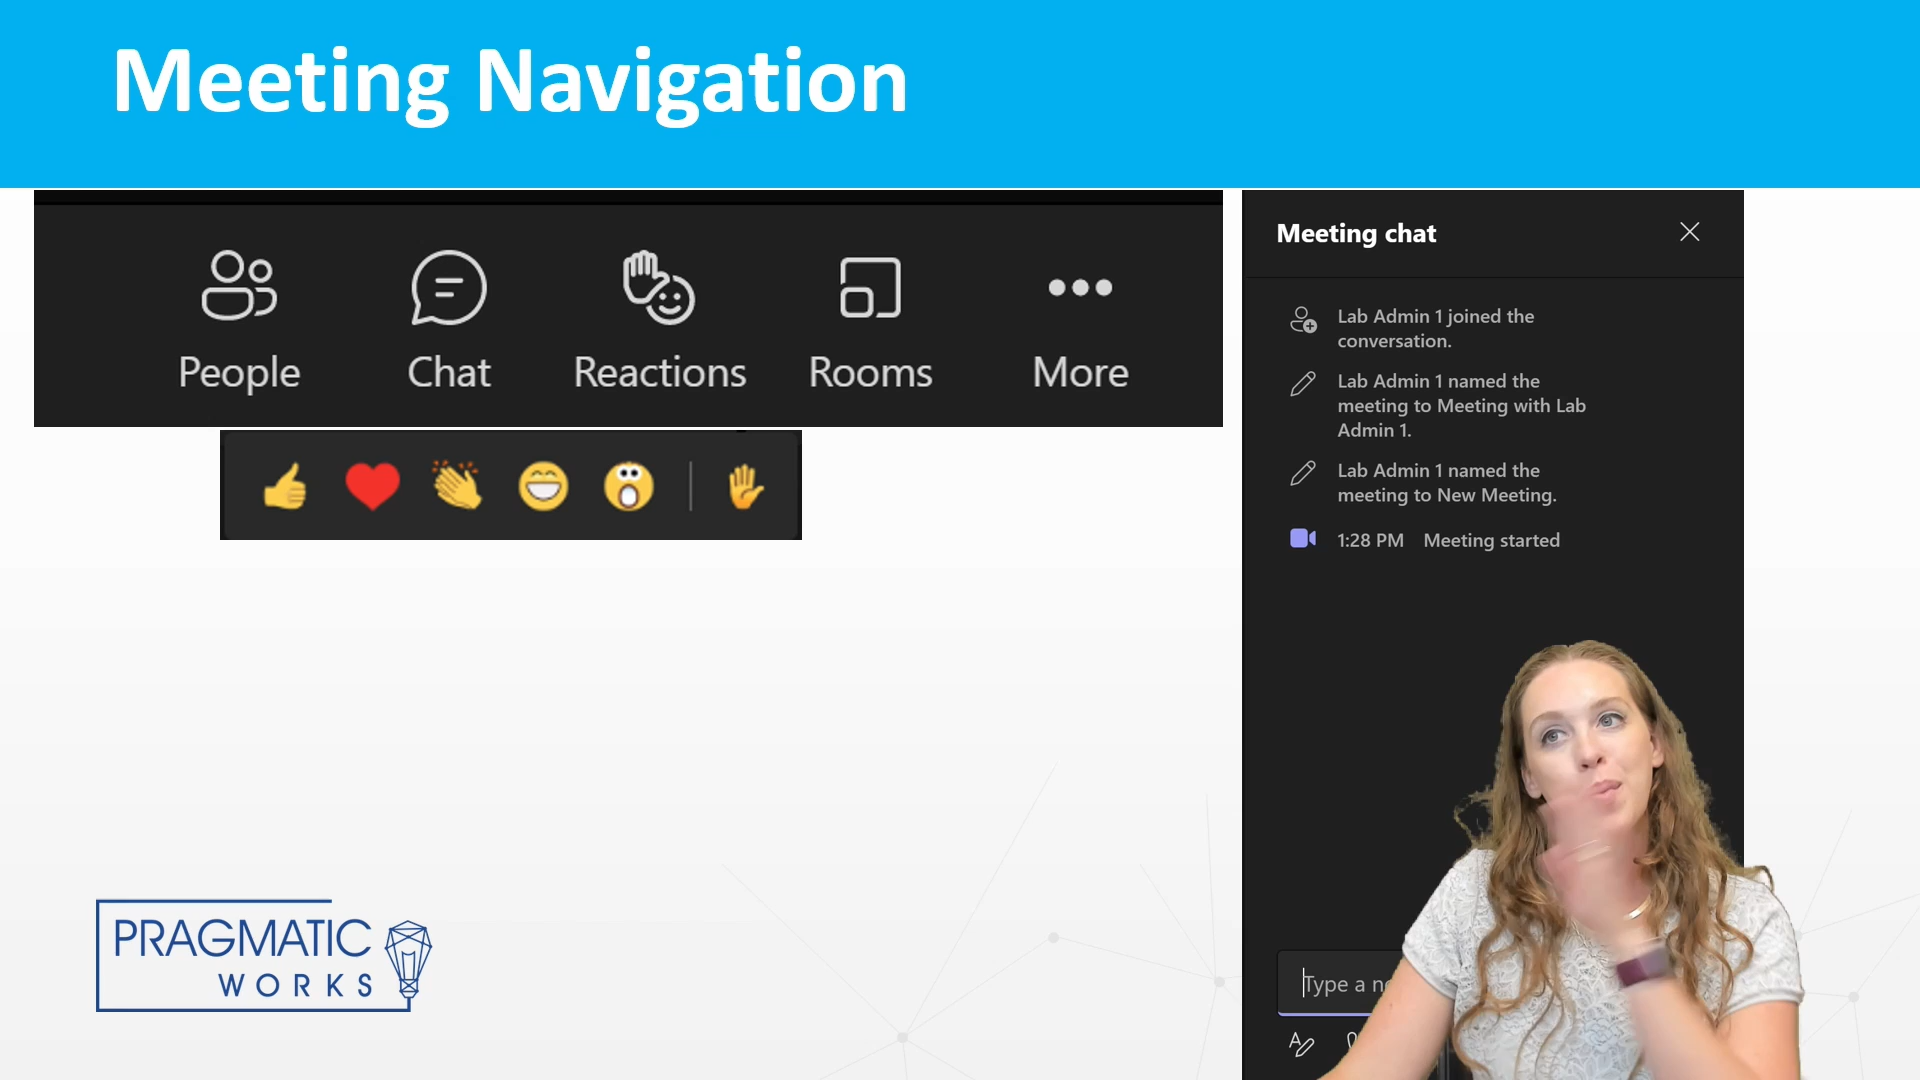 Meeting Navigation
People
Chat
Reactions
Rooms
More
Meeting chat
Lab Admin 1 joined the
conversation.
Lab Admin 1 named the
meeting to Meeting with Lab
Admin 1.
Lab Admin 1 named the
meeting to New Meeting.
1:28 PM Meeting started
Type a
PRAGMATIC
WORKS